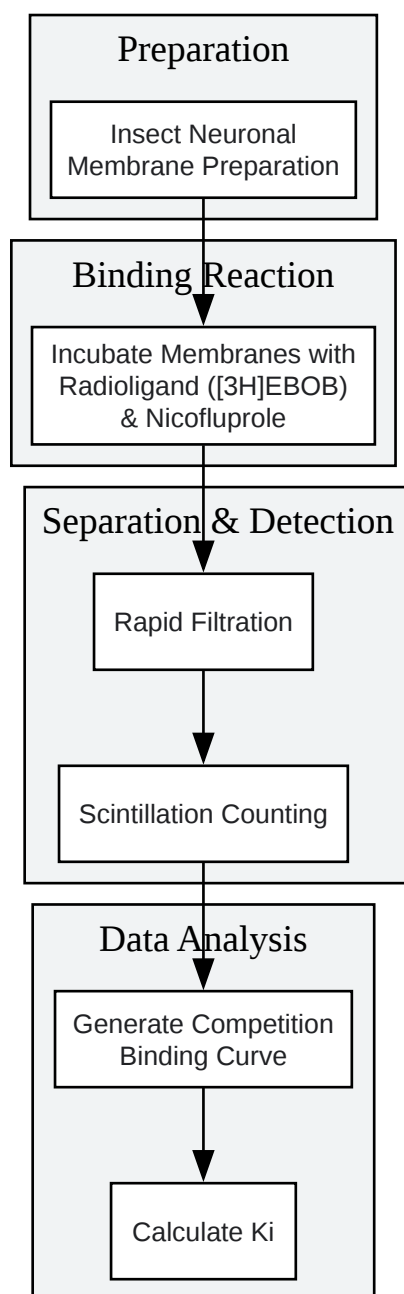 Preparation
Insect Neuronal
Membrane Preparation
Binding Reaction
Incubate Membranes with
Radioligand ([3H]EBOB)
& Nicofluprole
Separation & Detection
Rapid Filtration
Scintillation Counting
Data Analysis
Generate Competition
Binding Curve
Calculate Ki